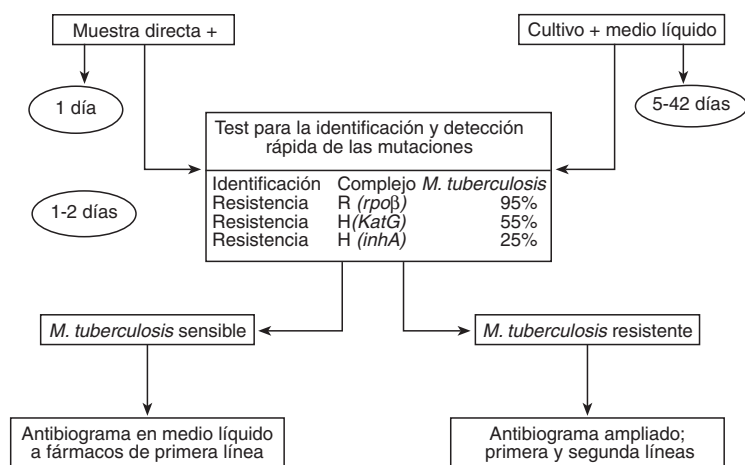 Muestra directa +
Cultivo + medio líquido
1 día
5-42 días
Test para la identificación y detección
rápida de las mutaciones
Identificación Complejo M. tuberculosis
Resistencia R (rpoβ) 95%
Resistencia H(KatG) 55%
Resistencia H (inhA) 25%
1-2 días
M. tuberculosis sensible
M. tuberculosis resistente
Antibiograma en medio líquido
a fármacos de primera línea
Antibiograma ampliado;
primera y segunda líneas